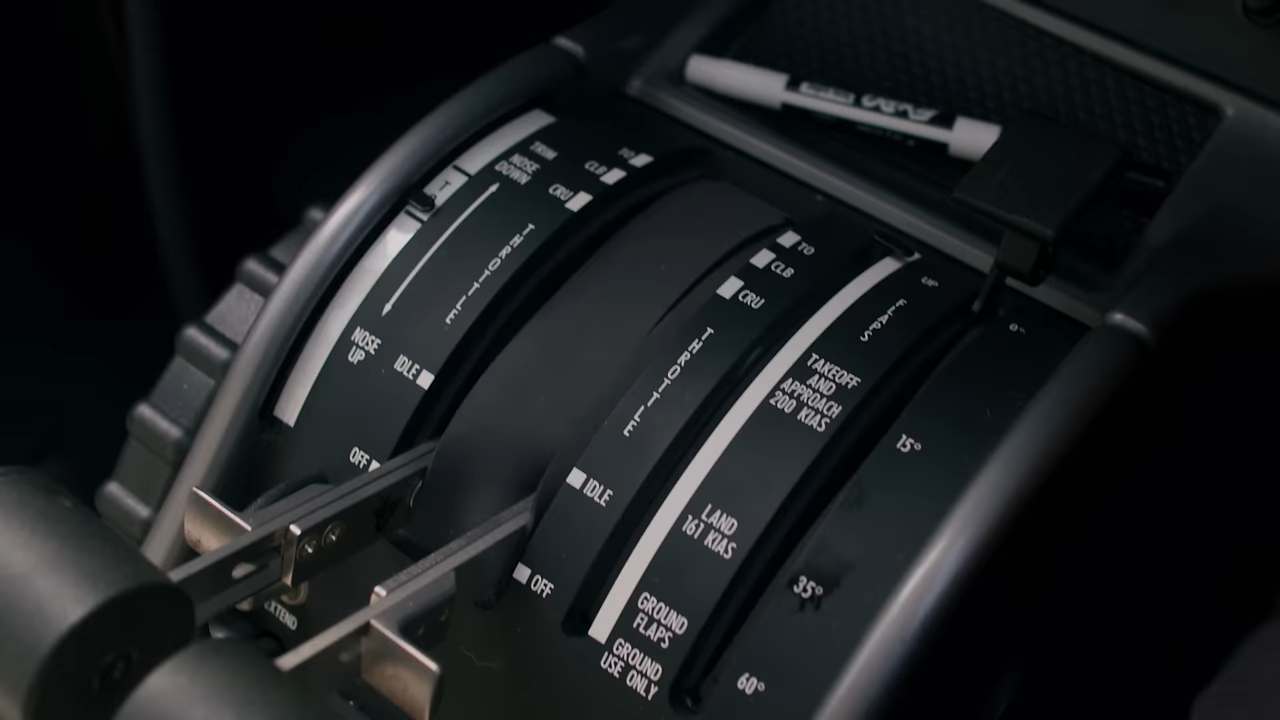 EXPO
T
TRIM
NOSE
DOWN
TO
CLB
CRU
THROTTLE
NOSE
UP
IDLE
OFF
EXTEND
TO
CLB
CRU
THROTTLE
IDLE
OFF
UP
FLAPS
TAKEOFF
AND
APPROACH
200 KIAS
LAND
161 KIAS
GROUND
FLAPS
GROUND
USE ONLY
0°
15°
35°
60°